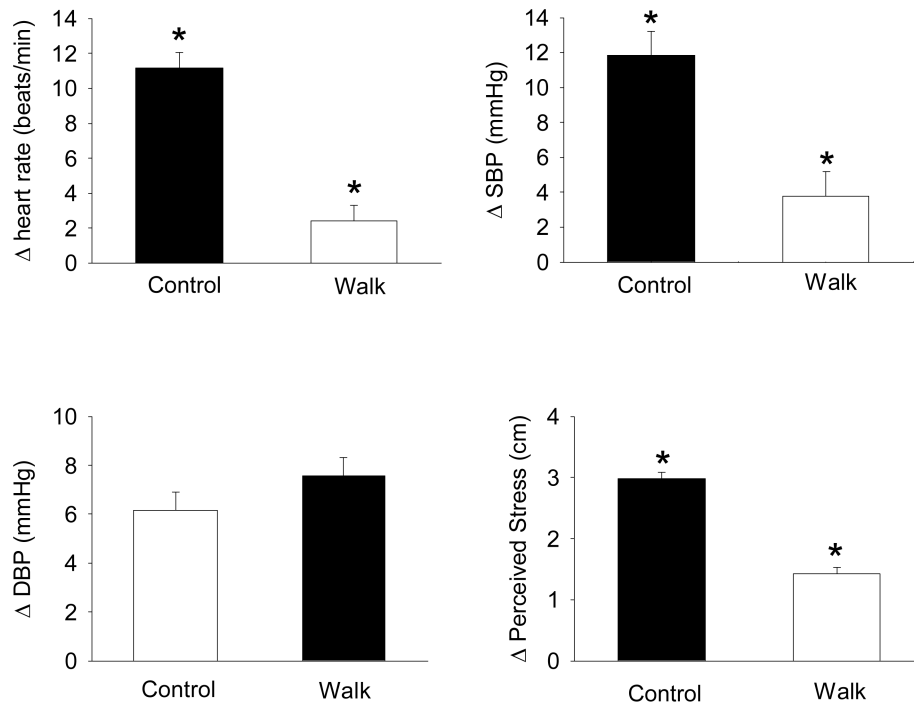 Δ heart rate (beats/min)
14
12
10
8
6
4
2
0
*
*
Control
Walk
Δ SBP (mmHg)
14
12
10
8
6
4
2
0
*
*
Control
Walk
Δ DBP (mmHg)
10
8
6
4
2
0
Control
Walk
Δ Perceived Stress (cm)
4
3
2
1
0
*
*
Control
Walk